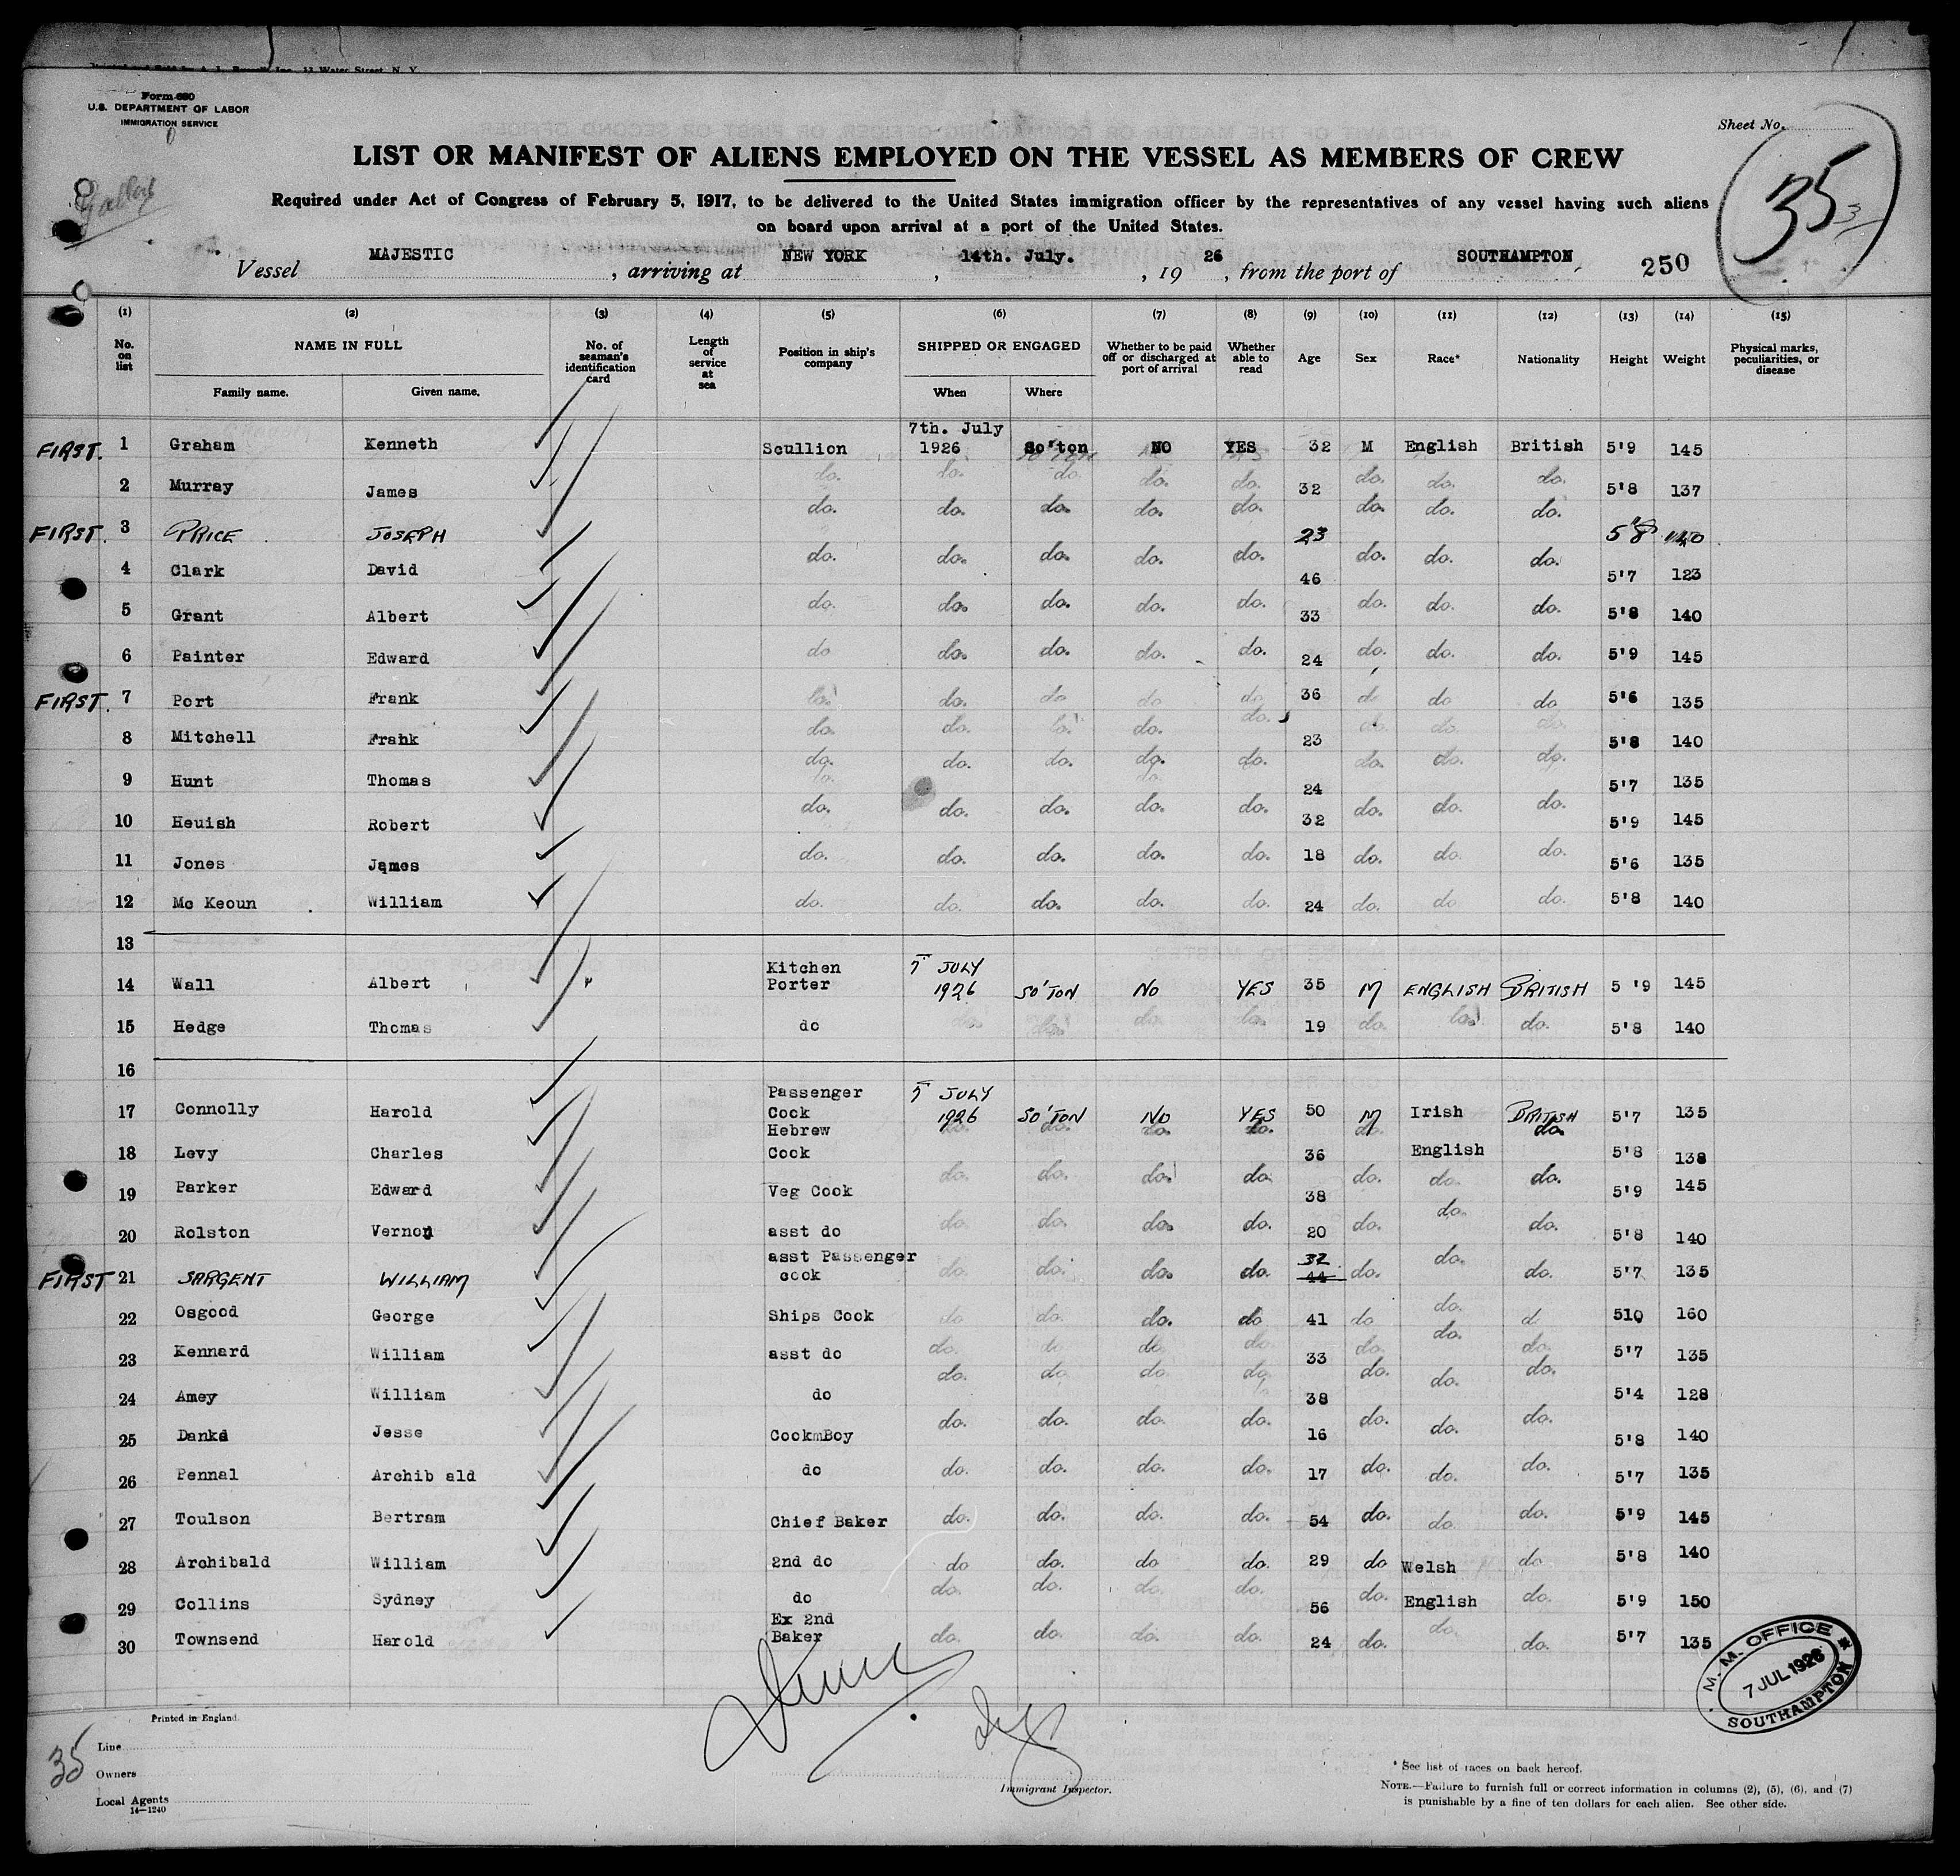 Form 680
U.S. DEPARTMENT OF LABOR
IMMIGRATION SERVICE
Sheet No.
35
LIST OR MANIFEST OF ALIENS EMPLOYED ON THE VESSEL AS MEMBERS OF CREW
Required under Act of Congress of February 5, 1917, to be delivered to the United States immigration officer by the representatives of any vessel having such aliens
on board upon arrival at a port of the United States.
Vessel MAJESTIC, arriving at NEW YORK, 14th. July., 1926, from the port of SOUTHAMPTON 250
(1) (2) (3) (4) (5) (6) (7) (8) (9) (10) (11) (12) (13) (14) (15)
No. on list NAME IN FULL No. of seaman's identification card Length of service at sea Position in ship's company SHIPPED OR ENGAGED Whether to be paid off or discharged at port of arrival Whether able to read Age Sex Race* Nationality Height Weight Physical marks, peculiarities, or disease
Family name. Given name. When Where
FIRST. 1 Graham Kenneth Scullion 7th. July 1926 So'ton NO YES 32 M English British 5'9 145
2 Murray James do. do. do. do. do. 32 do. do. do. 5'8 137
FIRST. 3 PRICE JOSEPH do. do. do. do. do. 23 do. do. do. 5'8 140
4 Clark David do. do. do. do. do. 46 do. do. do. 5'7 123
5 Grant Albert do. do. do. do. do. 33 do. do. do. 5'8 140
6 Painter Edward do do. do. do. do. 24 do. do. do. 5'9 145
FIRST. 7 Port Frank do. do. do do do 36 do do do 5'6 135
8 Mitchell Frank do. do. do. do. do. 23 do. do. do. 5'8 140
9 Hunt Thomas do. do. do. do. do. 24 do. do. do. 5'7 135
10 Heuish Robert do. do. do. do. do. 32 do. do. do. 5'9 145
11 Jones James do. do. do. do. do. 18 do. do. do. 5'6 135
12 Mc Keoun William do. do. do. do. do. 24 do. do do. 5'8 140
13
14 Wall Albert Kitchen Porter 7 JULY 1926 SO'TON NO YES 35 M ENGLISH BRITISH 5 '9 145
15 Hedge Thomas do do. do. do. do. 19 do. do. do. 5'8 140
16
17 Connolly Harold Passenger Cook 7 JULY 1926 SO'TON NO YES 50 M Irish BRITISH 5'7 135
18 Levy Charles Hebrew Cook do. do. do. do. 36 do. English do. 5'8 138
19 Parker Edward Veg Cook do. do. do. do. 38 do. do. do. 5'9 145
20 Rolston Vernon asst do do. do. do. do. 20 do. do. do. 5'8 140
FIRST 21 SARGENT WILLIAM asst Passenger cook do. do. do. do. 32 44 do. do. do. 5'7 135
22 Osgood George Ships Cook do do. do. do 41 do do. d 510 160
23 Kennard William asst do do. do do do 33 do. do. do. 5'7 135
24 Amey William do do. do do do. 38 do. do. do. 5'4 128
25 Dankd Jesse CookmBoy do. do. do. do. 16 do. do. do. 5'8 140
26 Pennal Archib ald do do. do. do. do. 17 do. do. do. 5'7 135
27 Toulson Bertram Chief Baker do. do. do. do. 54 do. do. do. 5'9 145
28 Archibald William 2nd do do do. do do. 29 do Welsh do 5'8 140
29 Collins Sydney do do. do. do. do. 56 do. English do. 5'9 150
30 Townsend Harold Ex 2nd Baker do. do. do. do. 24 do. do. do. 5'7 135
M. M. OFFICE
7 JUL 1926
SOUTHAMPTON
Printed in England.
35
Line
Owners
Local Agents
14—1240
Immigrant Inspector.
* See list of races on back hereof.
NOTE.—Failure to furnish full or correct information in columns (2), (5), (6), and (7)
is punishable by a fine of ten dollars for each alien. See other side.